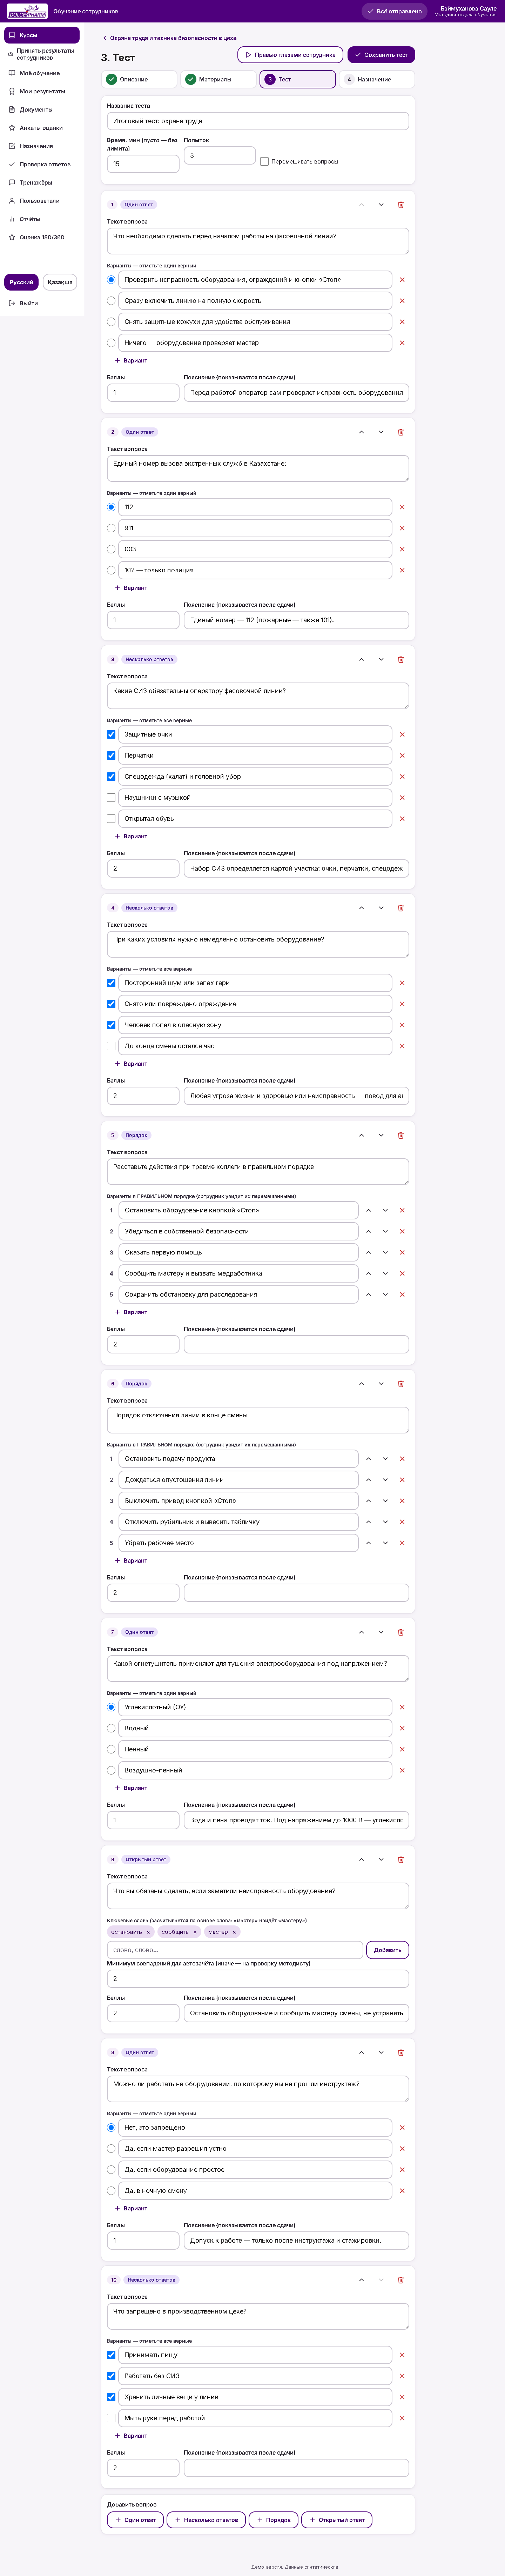 DOLCE PHARM
Обучение сотрудников
Всё отправлено
Баймуханова Сауле
Методист отдела обучения
Курсы
Принять результаты сотрудников
Моё обучение
Мои результаты
Документы
Анкеты оценки
Назначения
Проверка ответов
Тренажёры
Пользователи
Отчёты
Оценка 180/360
Русский
Қазақша
Выйти
Охрана труда и техника безопасности в цехе
3. Тест
Превью глазами сотрудника
Сохранить тест
Описание
Материалы
3 Тест
4 Назначение
Название теста
Итоговый тест: охрана труда
Время, мин (пусто — без лимита)
Попыток
15
3
Перемешивать вопросы
1 Один ответ
Текст вопроса
Что необходимо сделать перед началом работы на фасовочной линии?
Варианты — отметьте один верный
Проверить исправность оборудования, ограждений и кнопки «Стоп»
Сразу включить линию на полную скорость
Снять защитные кожухи для удобства обслуживания
Ничего — оборудование проверяет мастер
Вариант
Баллы
Пояснение (показывается после сдачи)
1
Перед работой оператор сам проверяет исправность оборудования
2 Один ответ
Текст вопроса
Единый номер вызова экстренных служб в Казахстане:
Варианты — отметьте один верный
112
911
003
102 — только полиция
Вариант
Баллы
Пояснение (показывается после сдачи)
1
Единый номер — 112 (пожарные — также 101).
3 Несколько ответов
Текст вопроса
Какие СИЗ обязательны оператору фасовочной линии?
Варианты — отметьте все верные
Защитные очки
Перчатки
Спецодежда (халат) и головной убор
Наушники с музыкой
Открытая обувь
Вариант
Баллы
Пояснение (показывается после сдачи)
2
Набор СИЗ определяется картой участка: очки, перчатки, спецодеж
4 Несколько ответов
Текст вопроса
При каких условиях нужно немедленно остановить оборудование?
Варианты — отметьте все верные
Посторонний шум или запах гари
Снято или повреждено ограждение
Человек попал в опасную зону
До конца смены остался час
Вариант
Баллы
Пояснение (показывается после сдачи)
2
Любая угроза жизни и здоровью или неисправность — повод для ав
5 Порядок
Текст вопроса
Расставьте действия при травме коллеги в правильном порядке
Варианты в ПРАВИЛЬНОМ порядке (сотрудник увидит их перемешанными)
1 Остановить оборудование кнопкой «Стоп»
2 Убедиться в собственной безопасности
3 Оказать первую помощь
4 Сообщить мастеру и вызвать медработника
5 Сохранить обстановку для расследования
Вариант
Баллы
Пояснение (показывается после сдачи)
2
6 Порядок
Текст вопроса
Порядок отключения линии в конце смены
Варианты в ПРАВИЛЬНОМ порядке (сотрудник увидит их перемешанными)
1 Остановить подачу продукта
2 Дождаться опустошения линии
3 Выключить привод кнопкой «Стоп»
4 Отключить рубильник и вывесить табличку
5 Убрать рабочее место
Вариант
Баллы
Пояснение (показывается после сдачи)
2
7 Один ответ
Текст вопроса
Какой огнетушитель применяют для тушения электрооборудования под напряжением?
Варианты — отметьте один верный
Углекислотный (ОУ)
Водный
Пенный
Воздушно-пенный
Вариант
Баллы
Пояснение (показывается после сдачи)
1
Вода и пена проводят ток. Под напряжением до 1000 В — углекисло
8 Открытый ответ
Текст вопроса
Что вы обязаны сделать, если заметили неисправность оборудования?
Ключевые слова (засчитывается по основе слова: «мастер» найдёт «мастеру»)
остановить ×
сообщить ×
мастер ×
слово, слово…
Добавить
Минимум совпадений для автозачёта (иначе — на проверку методисту)
2
Баллы
Пояснение (показывается после сдачи)
2
Остановить оборудование и сообщить мастеру смены, не устранять
9 Один ответ
Текст вопроса
Можно ли работать на оборудовании, по которому вы не прошли инструктаж?
Варианты — отметьте один верный
Нет, это запрещено
Да, если мастер разрешил устно
Да, если оборудование простое
Да, в ночную смену
Вариант
Баллы
Пояснение (показывается после сдачи)
1
Допуск к работе — только после инструктажа и стажировки.
10 Несколько ответов
Текст вопроса
Что запрещено в производственном цехе?
Варианты — отметьте все верные
Принимать пищу
Работать без СИЗ
Хранить личные вещи у линии
Мыть руки перед работой
Вариант
Баллы
Пояснение (показывается после сдачи)
2
Добавить вопрос
Один ответ
Несколько ответов
Порядок
Открытый ответ
Демо-версия. Данные синтетические